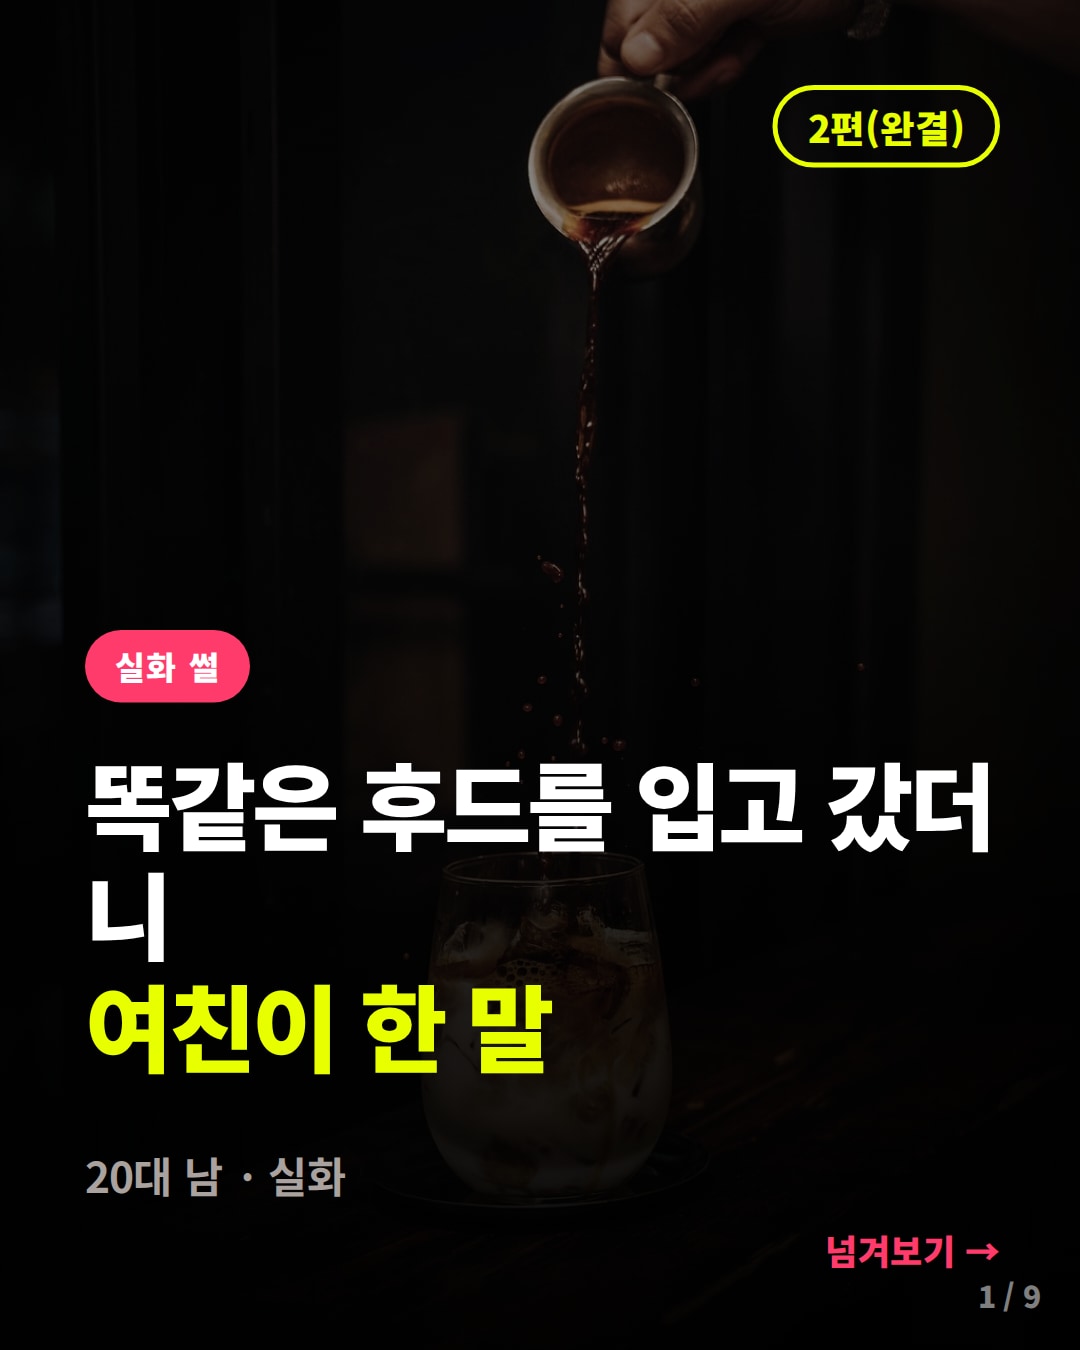 2편(완결)
실화 썰
똑같은 후드를 입고 갔더
니
여친이 한 말
20대 남 · 실화
넘겨보기 →
1 / 9